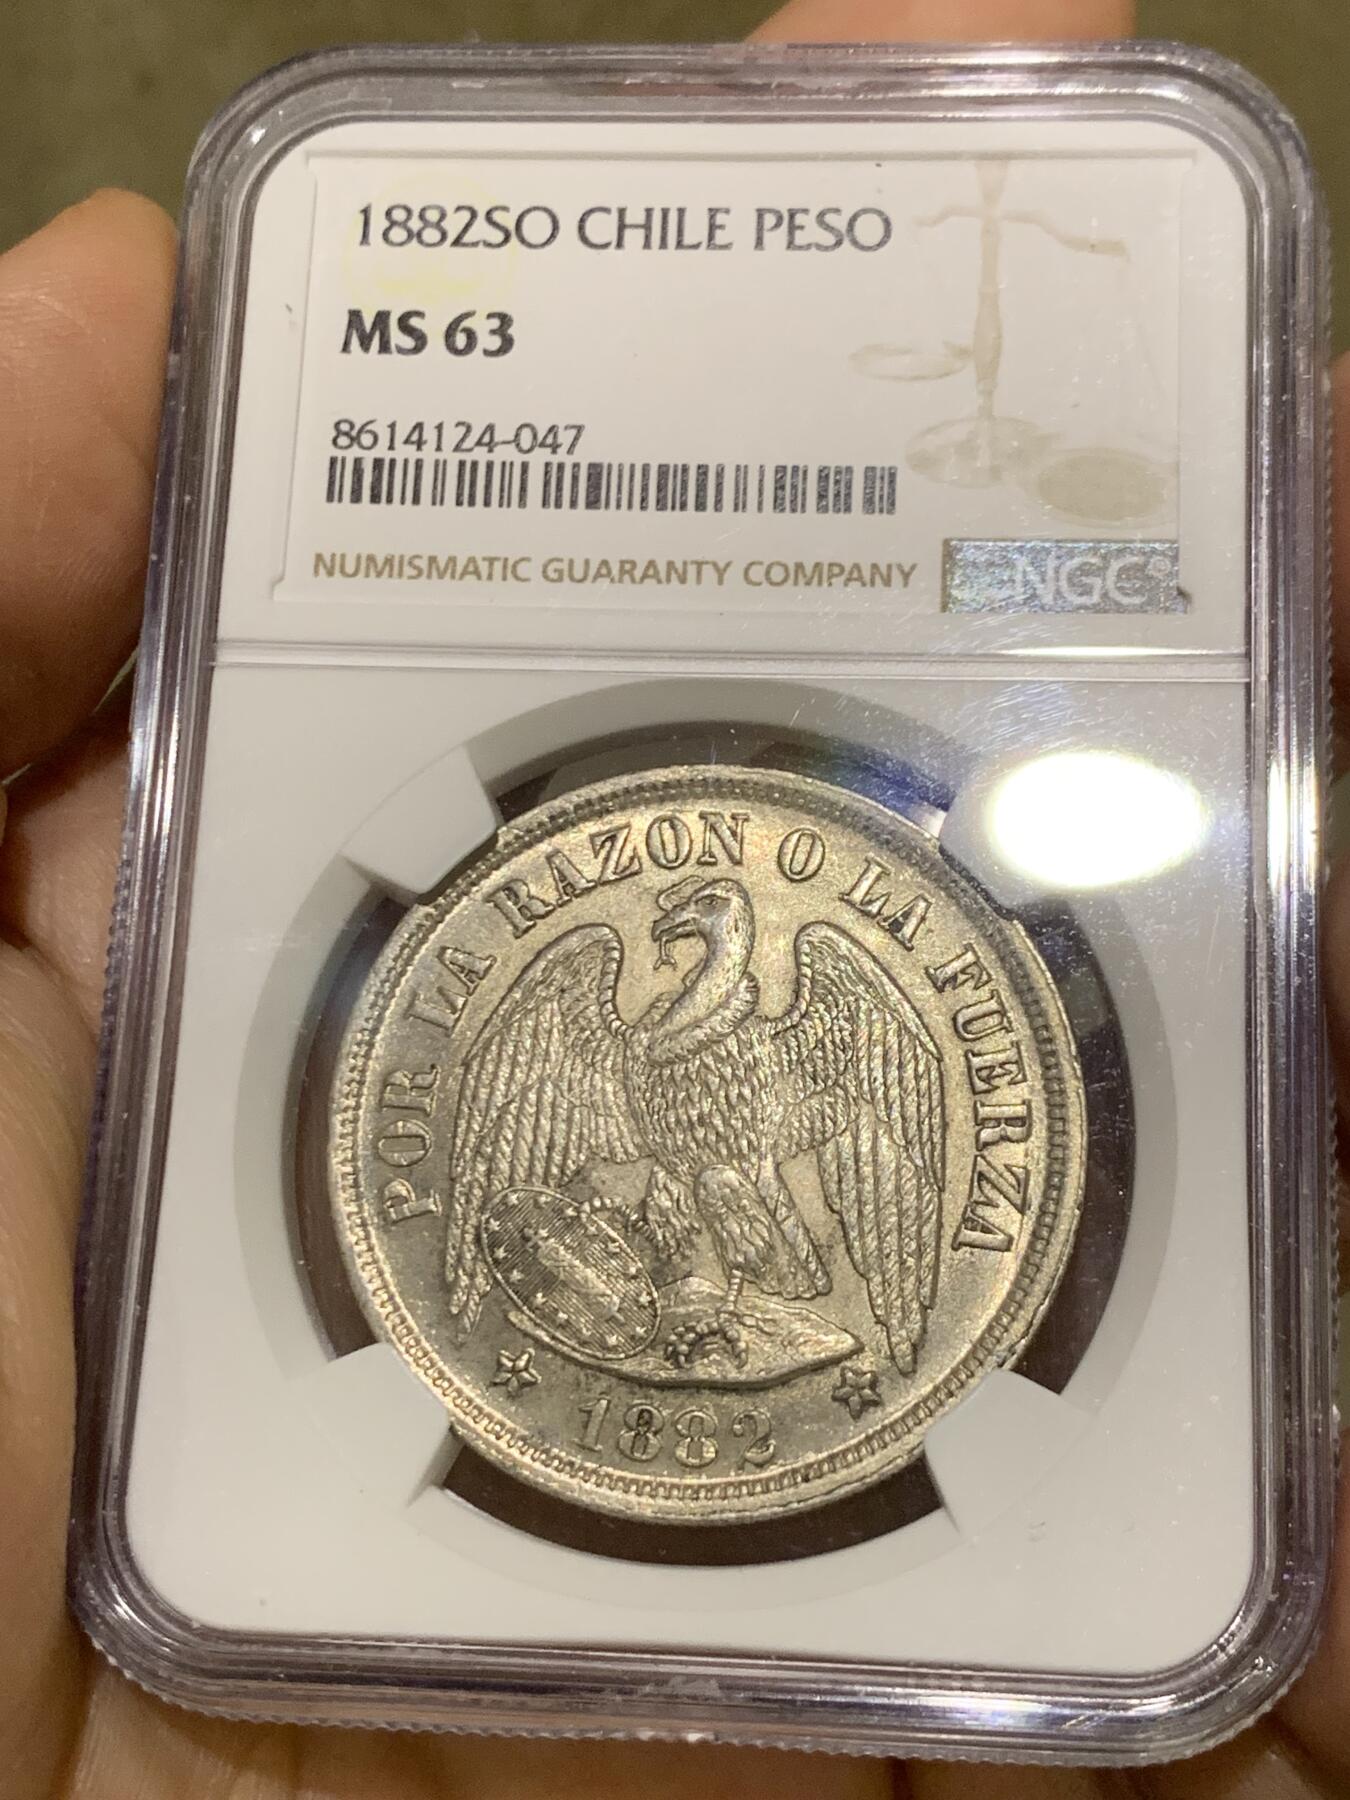 1882SO CHILE PESO
MS 63
8614124-047
NUMISMATIC GUARANTY COMPANY
NGC®
POR LA RAZON O LA FUERZA
1882